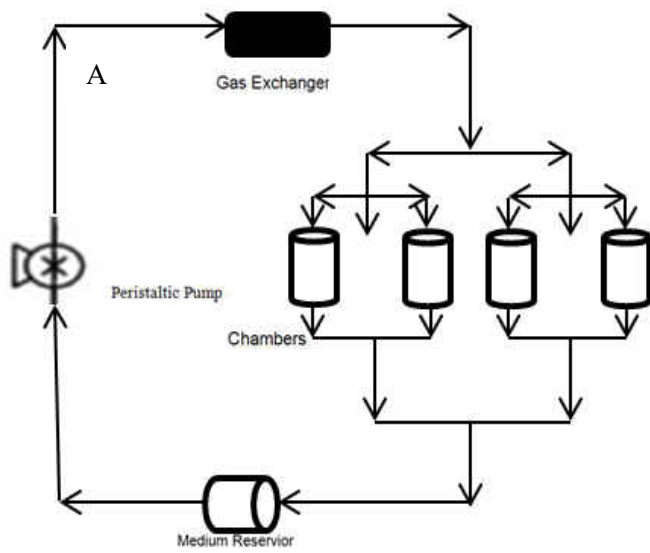 A
Gas Exchanger
Peristaltic Pump
Chambers
Medium Reservior